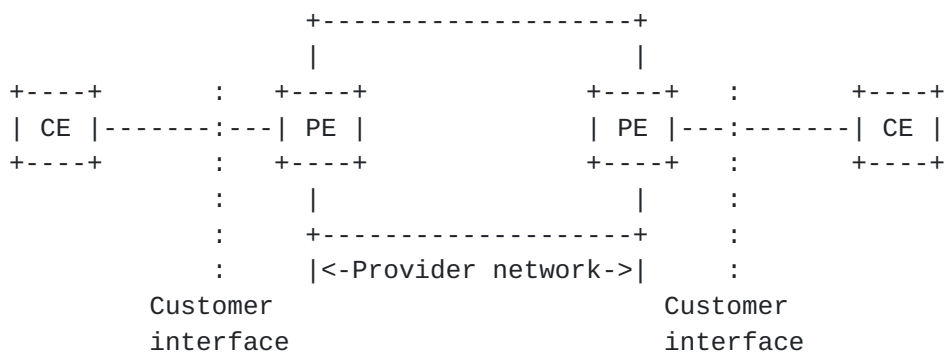 +--------------------+
|                    |
+----+        :   +----+              +----+   :       +----+
| CE |-------:---| PE |              | PE |---:-------| CE |
+----+        :   +----+              +----+   :       +----+
:     |                    |     :
:     +--------------------+     :
:     |<-Provider network->|     :
Customer                         Customer
interface                        interface